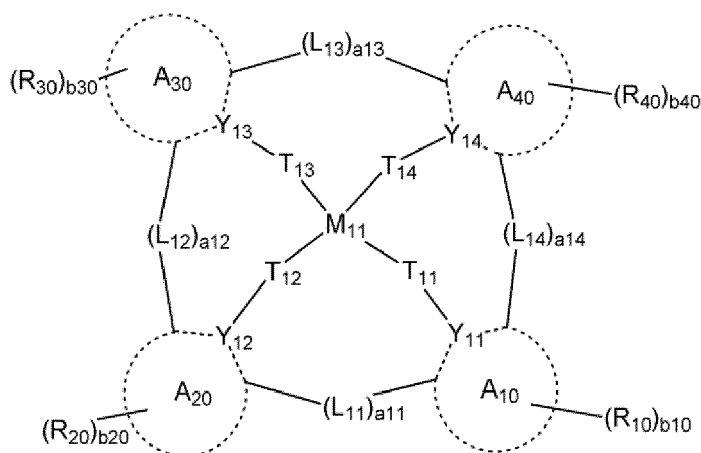 (L₁₃)ₐ₁₃
(R₃₀)b30 A₃₀ A₄₀ (R₄₀)b40
Y₁₃ Y₁₄
T₁₃ T₁₄
(L₁₂)ₐ₁₂ M₁₁ (L₁₄)ₐ₁₄
T₁₂ T₁₁
Y₁₂ Y₁₁
A₂₀ A₁₀
(R₂₀)b20 (L₁₁)ₐ₁₁ (R₁₀)b10